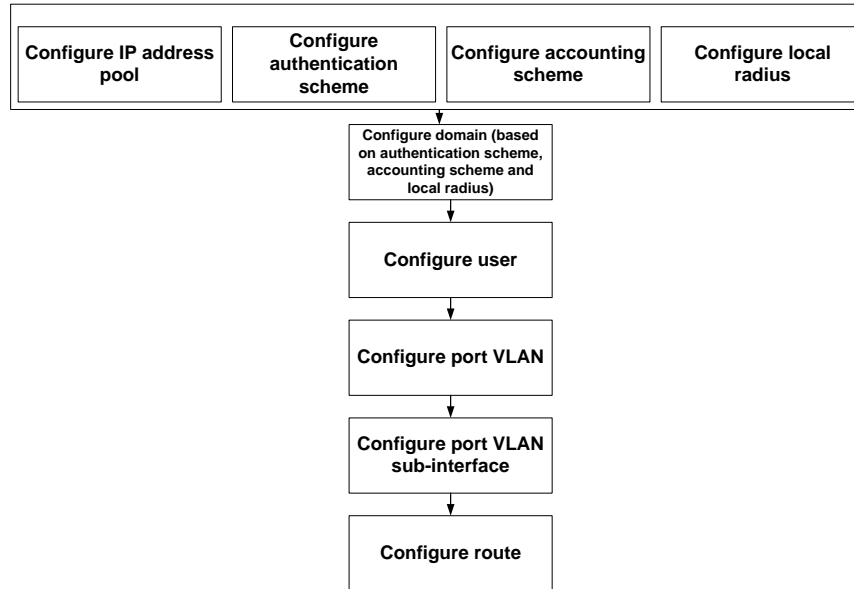 Configure IP address
pool
Configure
authentication
scheme
Configure accounting
scheme
Configure local
radius
Configure domain (based
on authentication scheme,
accounting scheme and
local radius)
Configure user
Configure port VLAN
Configure port VLAN
sub-interface
Configure route